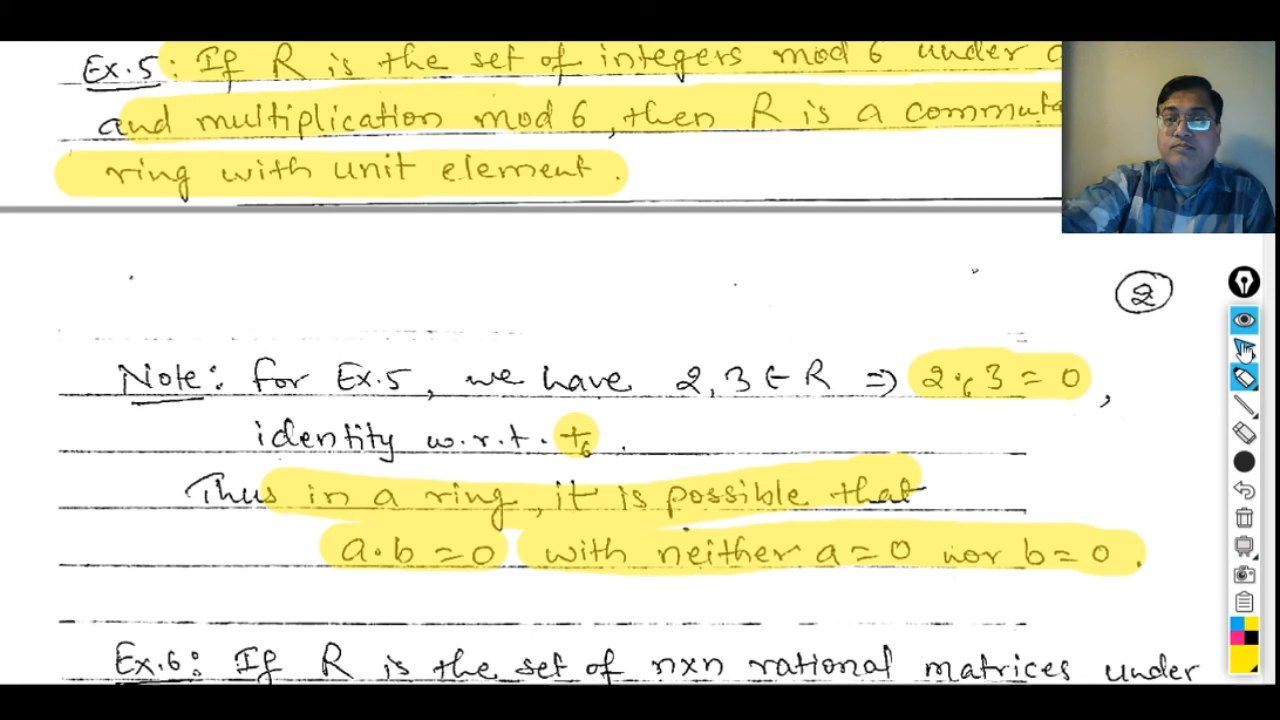 Ex.5: If R is the set of integers mod 6 under
and multiplication mod 6, then R is a
ring with unit element.
2
Note: For Ex.5, we have 2, 3 ∈ R ⇒ 2·₆3 = 0,
identity w.r.t. +₆.
Thus in a ring, it is possible that
a·b = 0 with neither a = 0 nor b = 0.
Ex.6: If R is the set of nxn rational matrices under